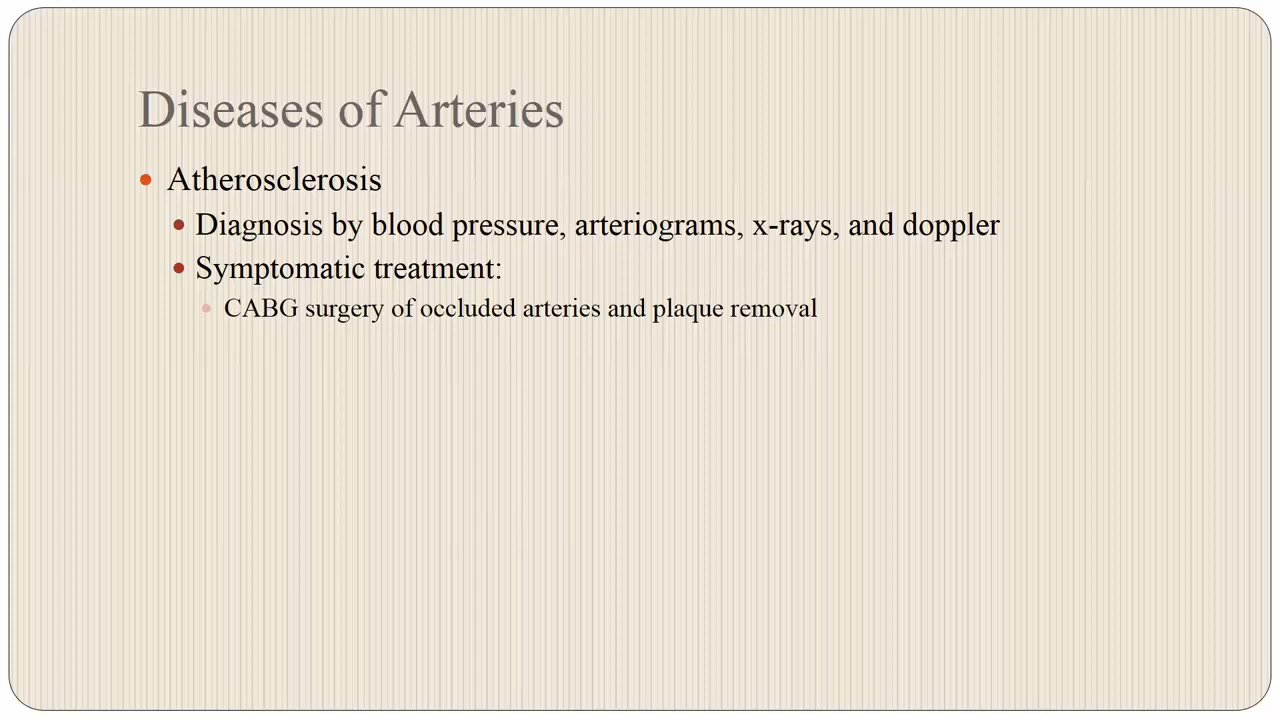 Diseases of Arteries
Atherosclerosis
Diagnosis by blood pressure, arteriograms, x-rays, and doppler
Symptomatic treatment:
CABG surgery of occluded arteries and plaque removal